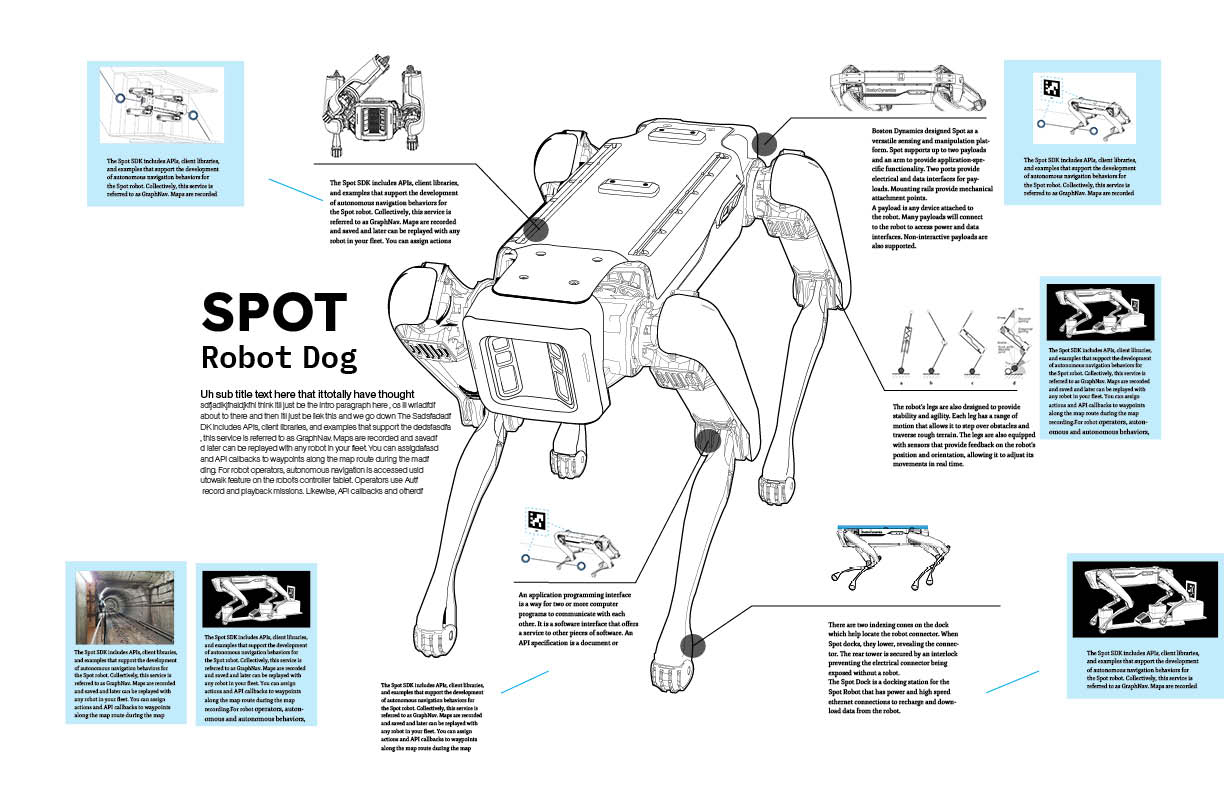 The Spot SDK includes APIs, client libraries,
and examples that support the development
of autonomous navigation behaviors for
the Spot robot. Collectively, this service is
referred to as GraphNav. Maps are recorded
The Spot SDK includes APIs, client libraries,
and examples that support the development
of autonomous navigation behaviors for
the Spot robot. Collectively, this service is
referred to as GraphNav. Maps are recorded
and saved and later can be replayed with any
robot in your fleet. You can assign actions
BostonDynamics
Boston Dynamics designed Spot as a
versatile sensing and manipulation plat-
form. Spot supports up to two payloads
and an arm to provide application-spe-
cific functionality. Two ports provide
electrical and data interfaces for pay-
loads. Mounting rails provide mechanical
attachment points.
A payload is any device attached to
the robot. Many payloads will connect
to the robot to access power and data
interfaces. Non-interactive payloads are
also supported.
The Spot SDK includes APIs, client libraries,
and examples that support the development
of autonomous navigation behaviors for
the Spot robot. Collectively, this service is
referred to as GraphNav. Maps are recorded
SPOT
Robot Dog
Uh sub title text here that ittotally have thought
sdfjadlkjfhaldjkfhl think Ill just be the intro paragraph here , os Ill wriadfdf
about to there and then Ill just be liek this and we go down The Sadsfadadf
DK includes APIs, client libraries, and examples that support the dedsfasdfa
, this service is referred to as GraphNav. Maps are recorded and savadf
d later can be replayed with any robot in your fleet. You can assigdafasd
and API callbacks to waypoints along the map route during the madf
ding. For robot operators, autonomous navigation is accessed usid
utowalk feature on the robot's controller tablet. Operators use Autf
record and playback missions. Likewise, API callbacks and otherdf
a b c d
The robot's legs are also designed to provide
stability and agility. Each leg has a range of
motion that allows it to step over obstacles and
traverse rough terrain. The legs are also equipped
with sensors that provide feedback on the robot's
position and orientation, allowing it to adjust its
movements in real time.
The Spot SDK includes APIs, client libraries,
and examples that support the development
of autonomous navigation behaviors for
the Spot robot. Collectively, this service is
referred to as GraphNav. Maps are recorded
and saved and later can be replayed with
any robot in your fleet. You can assign
actions and API callbacks to waypoints
along the map route during the map
recording.For robot operators, auton-
omous and autonomous behaviors,
The Spot SDK includes APIs, client libraries,
and examples that support the development
of autonomous navigation behaviors for
the Spot robot. Collectively, this service is
referred to as GraphNav. Maps are recorded
and saved and later can be replayed with
any robot in your fleet. You can assign
actions and API callbacks to waypoints
along the map route during the map
The Spot SDK includes APIs, client libraries,
and examples that support the development
of autonomous navigation behaviors for
the Spot robot. Collectively, this service is
referred to as GraphNav. Maps are recorded
and saved and later can be replayed with
any robot in your fleet. You can assign
actions and API callbacks to waypoints
along the map route during the map
recording.For robot operators, auton-
omous and autonomous behaviors,
The Spot SDK includes APIs, client libraries,
and examples that support the development
of autonomous navigation behaviors for
the Spot robot. Collectively, this service is
referred to as GraphNav. Maps are recorded
and saved and later can be replayed with
any robot in your fleet. You can assign
actions and API callbacks to waypoints
along the map route during the map
An application programming interface
is a way for two or more computer
programs to communicate with each
other. It is a software interface that offers
a service to other pieces of software. An
API specification is a document or
BostonDynamics
There are two indexing cones on the dock
which help locate the robot connector. When
Spot docks, they lower, revealing the connec-
tor. The rear tower is secured by an interlock
preventing the electrical connector being
exposed without a robot.
The Spot Dock is a docking station for the
Spot Robot that has power and high speed
ethernet connections to recharge and down-
load data from the robot.
The Spot SDK includes APIs, client libraries,
and examples that support the development
of autonomous navigation behaviors for
the Spot robot. Collectively, this service is
referred to as GraphNav. Maps are recorded